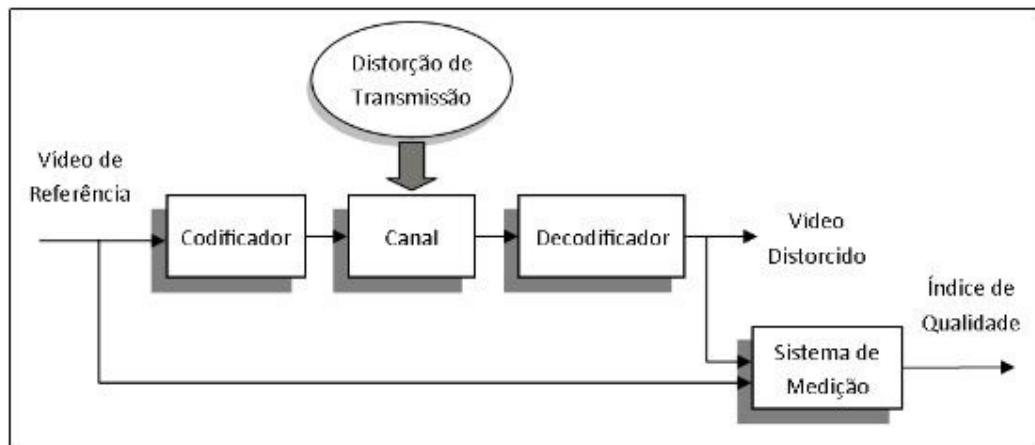 Distorção de
Transmissão
Vídeo de
Referência
Codificador
Canal
Decodificador
Vídeo
Distorcido
Índice de
Qualidade
Sistema de
Medição